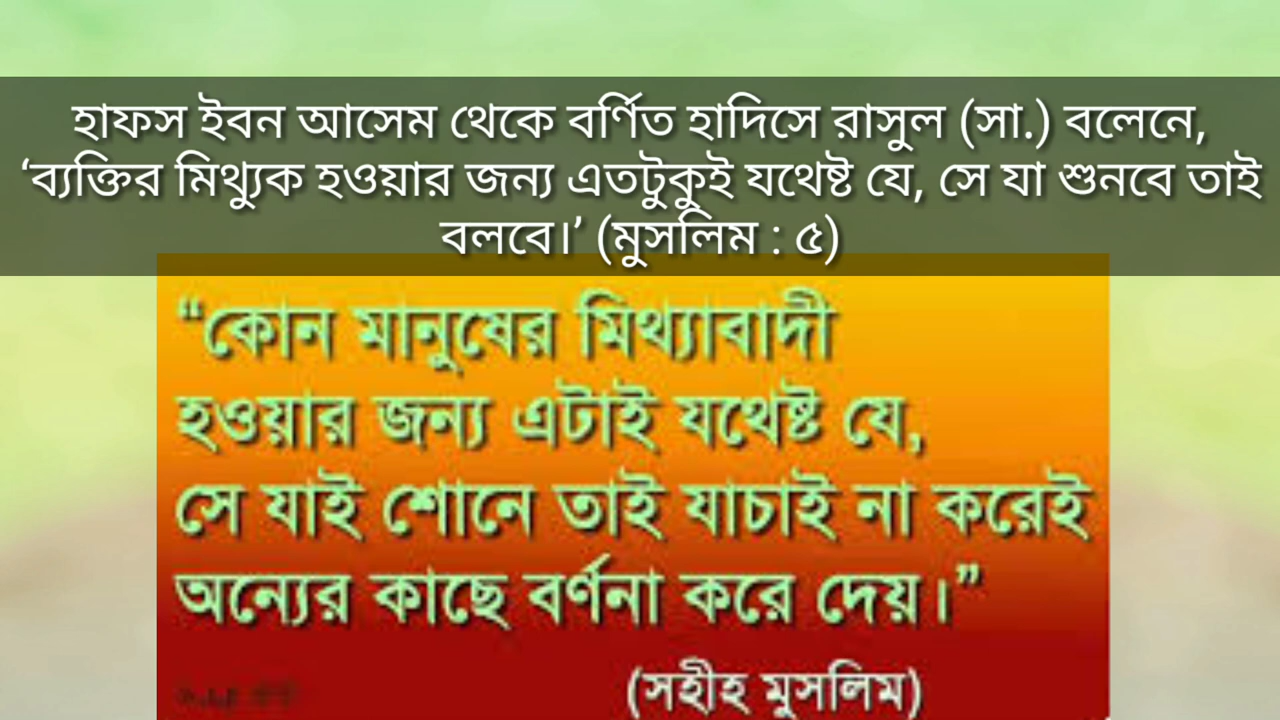 হাফস ইবন আসেম থেকে বর্ণিত হাদিসে রাসুল (সা.) বলেনে,
‘ব্যক্তির মিথ্যুক হওয়ার জন্য এতটুকুই যথেষ্ট যে, সে যা শুনবে তাই
বলবে।’ (মুসলিম : ৫)
“কোন মানুষের মিথ্যাবাদী
হওয়ার জন্য এটাই যথেষ্ট যে,
সে যাই শোনে তাই যাচাই না করেই
অন্যের কাছে বর্ণনা করে দেয়।”
(সহীহ মুসলিম)